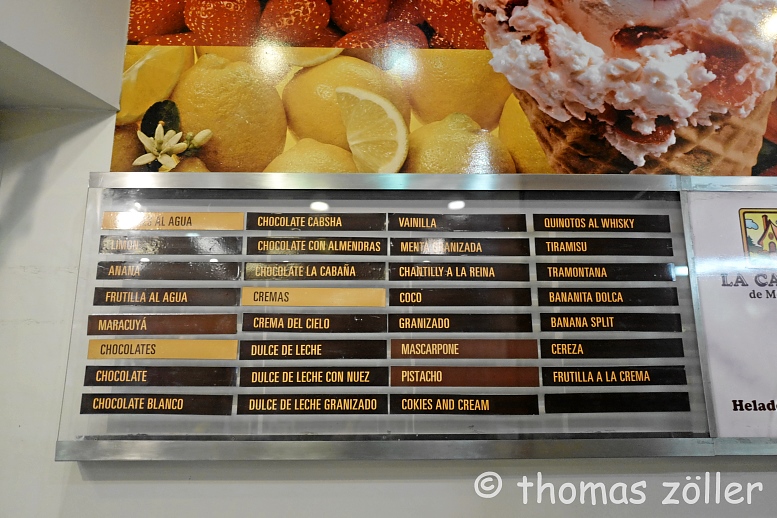 AL AGUA
LIMON
ANANA
FRUTILLA AL AGUA
MARACUYÁ
CHOCOLATES
CHOCOLATE
CHOCOLATE BLANCO
CHOCOLATE CABSHA
CHOCOLATE CON ALMENDRAS
CHOCOLATE LA CABAÑA
CREMAS
CREMA DEL CIELO
DULCE DE LECHE
DULCE DE LECHE CON NUEZ
DULCE DE LECHE GRANIZADO
VAINILLA
MENTA GRANIZADA
CHANTILLY A LA REINA
COCO
GRANIZADO
MASCARPONE
PISTACHO
COKIES AND CREAM
QUINOTOS AL WHISKY
TIRAMISU
TRAMONTANA
BANANITA DOLCA
BANANA SPLIT
CEREZA
FRUTILLA A LA CREMA
LA CA
de M
Helado
© thomas zöller